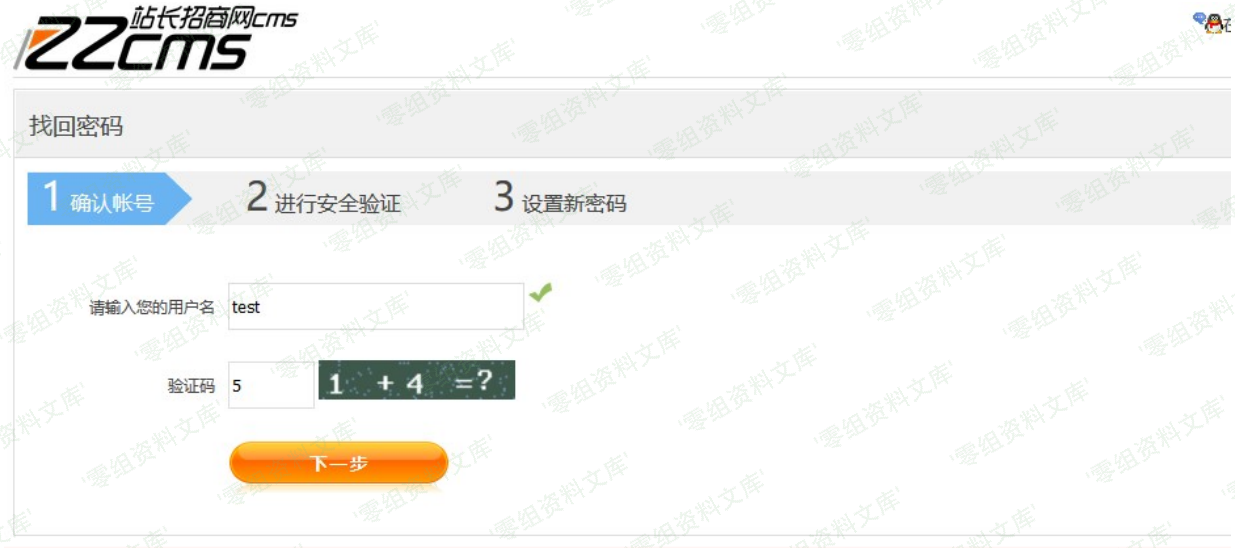 站长招商网cms
ZZcms
找回密码
1 确认帐号
2 进行安全验证
3 设置新密码
请输入您的用户名 test
验证码 5 1 + 4 =?
下一步
零组资料文库